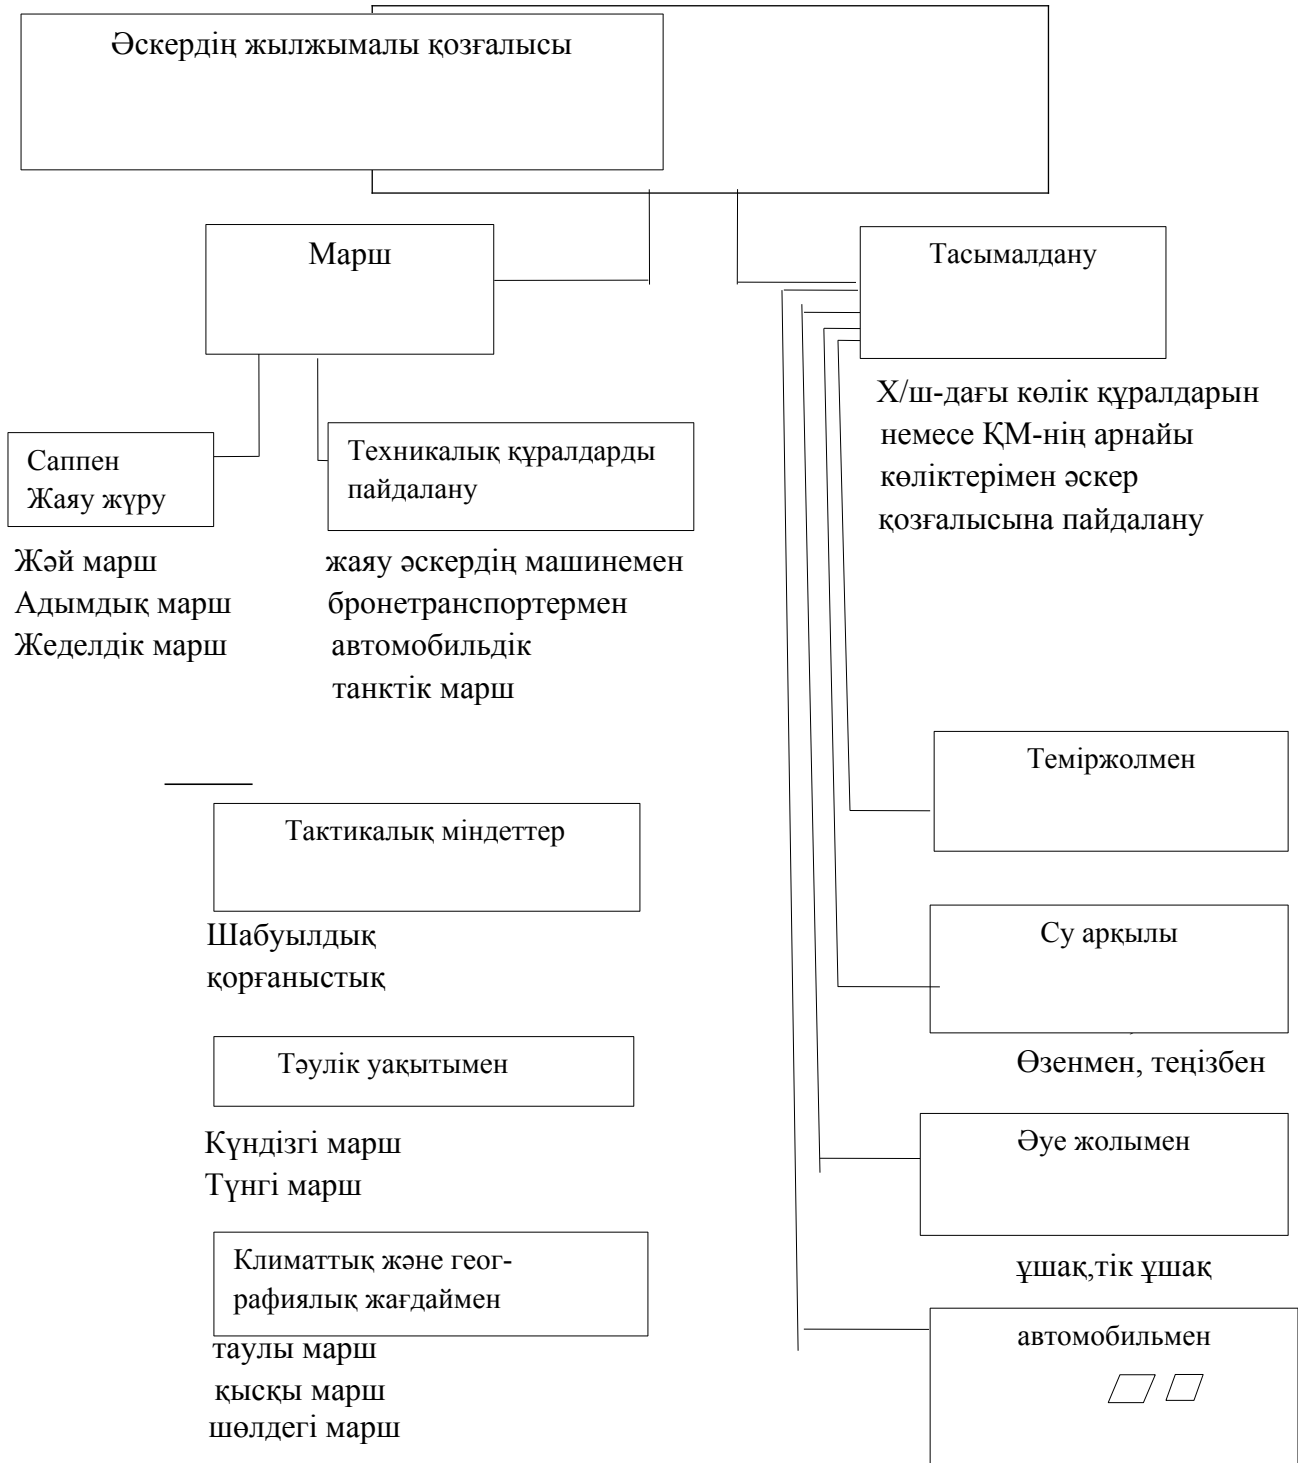 Әскердің жылжымалы қозғалысы
Марш
Тасымалдану
Х/ш-дағы көлік құралдарын
немесе ҚМ-нің арнайы
көліктерімен әскер
қозғалысына пайдалану
Саппен
Жаяу жүру
Техникалық құралдарды
пайдалану
Жәй марш
Адымдық марш
Жеделдік марш
жаяу әскердің машинемен
бронетранспортермен
автомобильдік
танктік марш
Теміржолмен
Тактикалық міндеттер
Шабуылдық
қорғаныстық
Су арқылы
Өзенмен, теңізбен
Тәулік уақытымен
Күндізгі марш
Түнгі марш
Әуе жолымен
ұшақ,тік ұшақ
Климаттық және геог-
рафиялық жағдаймен
таулы марш
қысқы марш
шөлдегі марш
автомобильмен